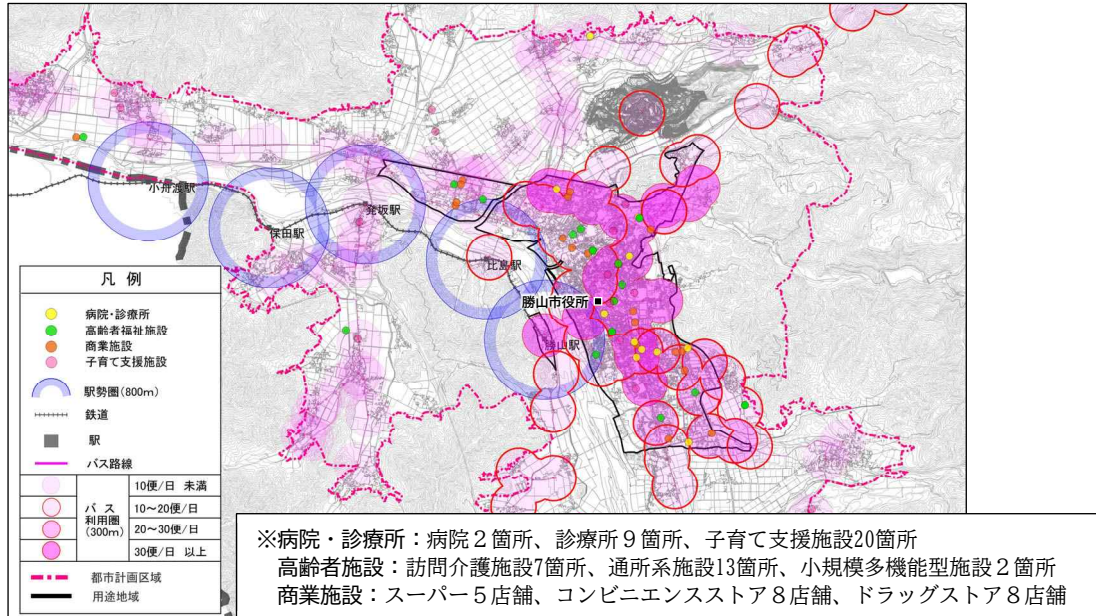 小舟渡駅
保田駅
発坂駅
比島駅
勝山市役所
勝山駅
凡 例
病院・診療所
高齢者福祉施設
商業施設
子育て支援施設
駅勢圏(800m)
鉄道
駅
バス路線
バス利用圏(300m)
10便/日 未満
10～20便/日
20～30便/日
30便/日 以上
都市計画区域
用途地域
※病院・診療所：病院２箇所、診療所９箇所、子育て支援施設20箇所
高齢者施設：訪問介護施設7箇所、通所系施設13箇所、小規模多機能型施設２箇所
商業施設：スーパー５店舗、コンビニエンスストア８店舗、ドラッグストア８店舗